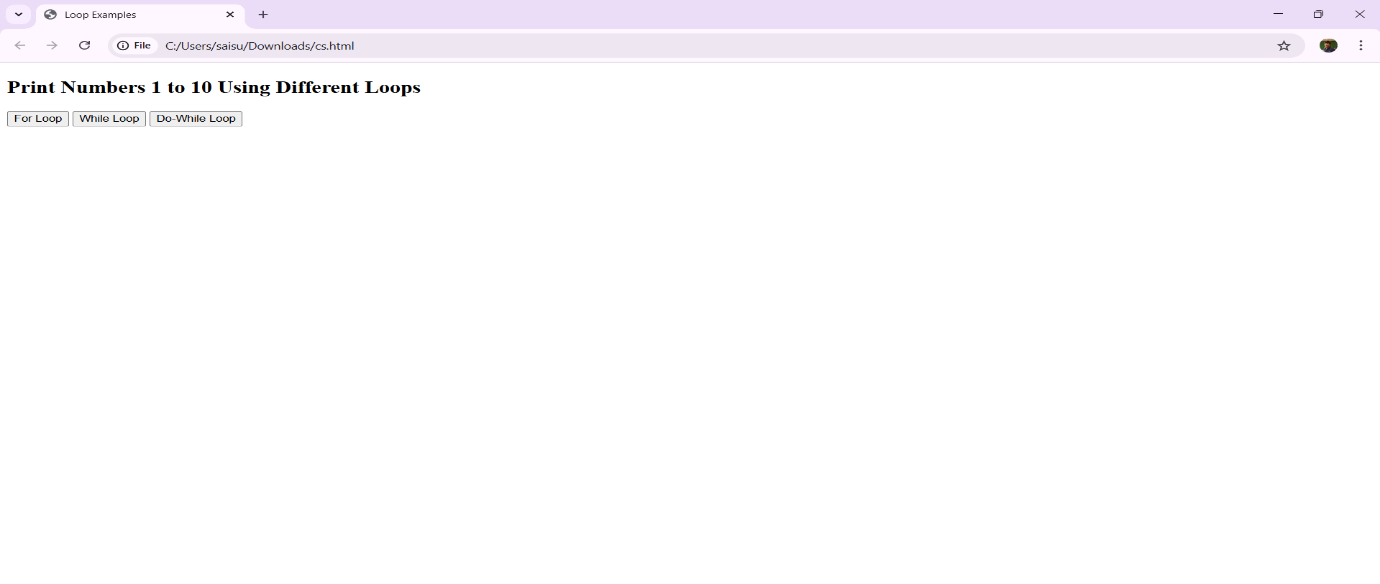 Loop Examples
File C:/Users/saisu/Downloads/cs.html
Print Numbers 1 to 10 Using Different Loops
For Loop While Loop Do-While Loop